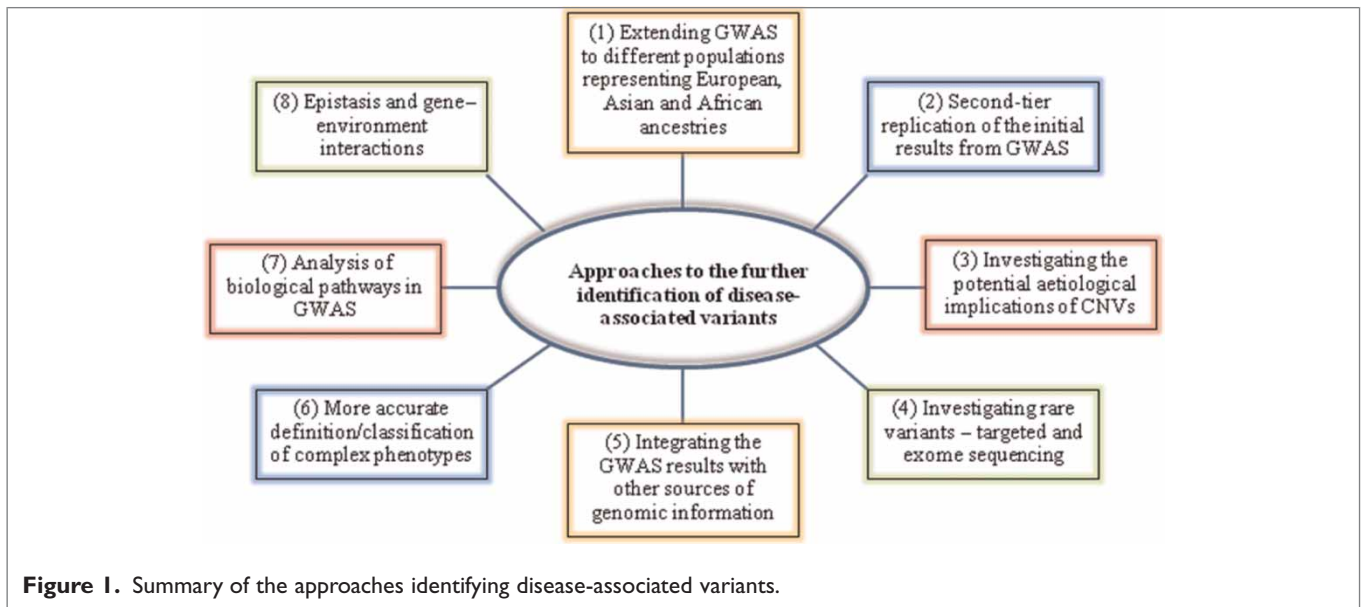 (1) Extending GWAS
to different populations
representing European,
Asian and African
ancestries
(2) Second-tier
replication of the initial
results from GWAS
(3) Investigating the
potential aetiological
implications of CNVs
(4) Investigating rare
variants – targeted and
exome sequencing
(5) Integrating the
GWAS results with
other sources of
genomic information
(6) More accurate
definition/classification
of complex phenotypes
(7) Analysis of
biological pathways in
GWAS
(8) Epistasis and gene–
environment
interactions
Approaches to the further
identification of disease-
associated variants
Figure 1. Summary of the approaches identifying disease-associated variants.